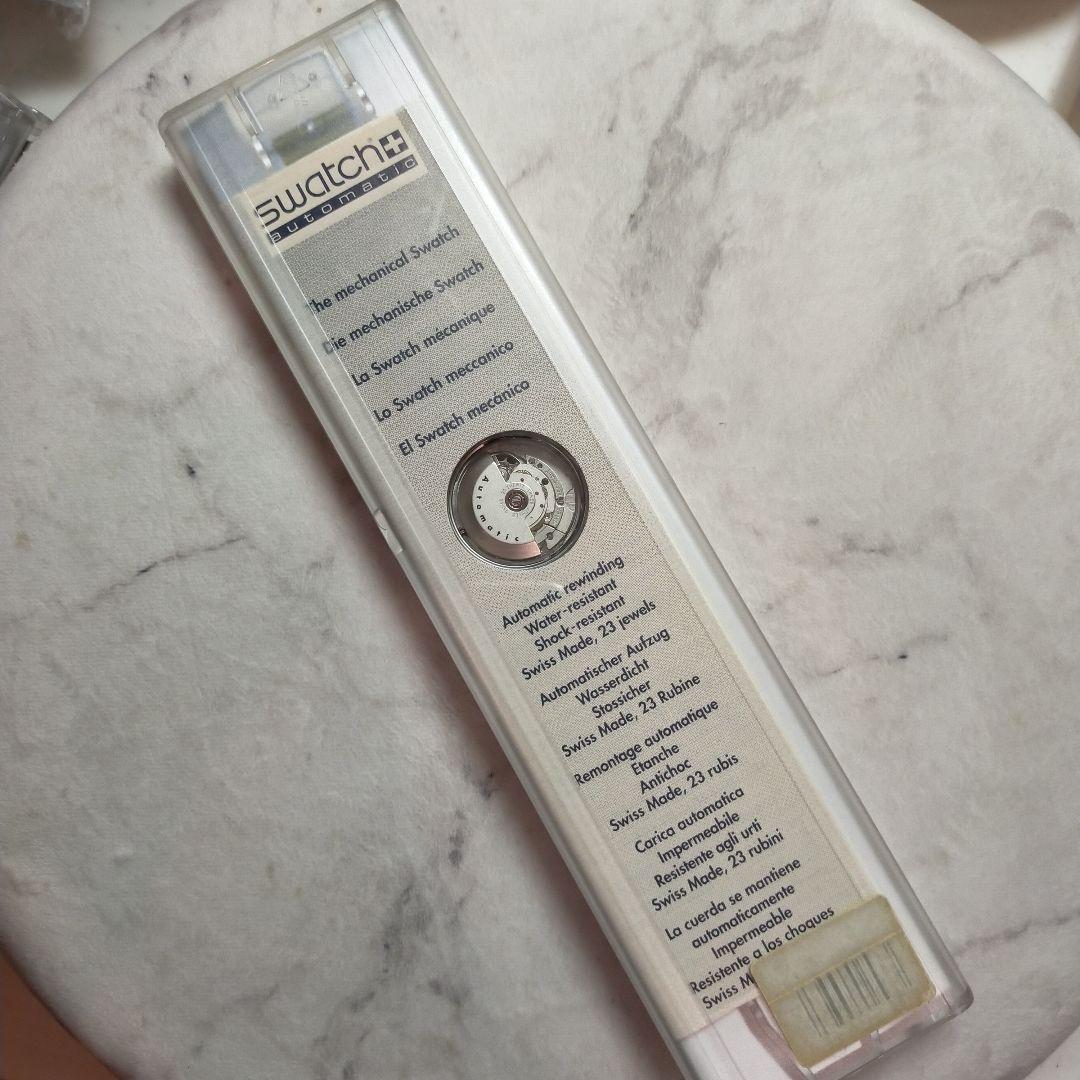 swatch
automatic
The mechanical Swatch
Die mechanische Swatch
La Swatch mécanique
Lo Swatch meccanico
El Swatch mecánico
Automatic
Automatic rewinding
Water-resistant
Shock-resistant
Swiss Made, 23 jewels
Automatischer Aufzug
Wasserdicht
Stossicher
Swiss Made, 23 Rubine
Remontage automatique
Etanche
Antichoc
Swiss Made, 23 rubis
Carica automatica
Impermeabile
Resistente agli urti
Swiss Made, 23 rubini
La cuerda se mantiene
automaticamente
Impermeable
Resistente a los choques
Swiss